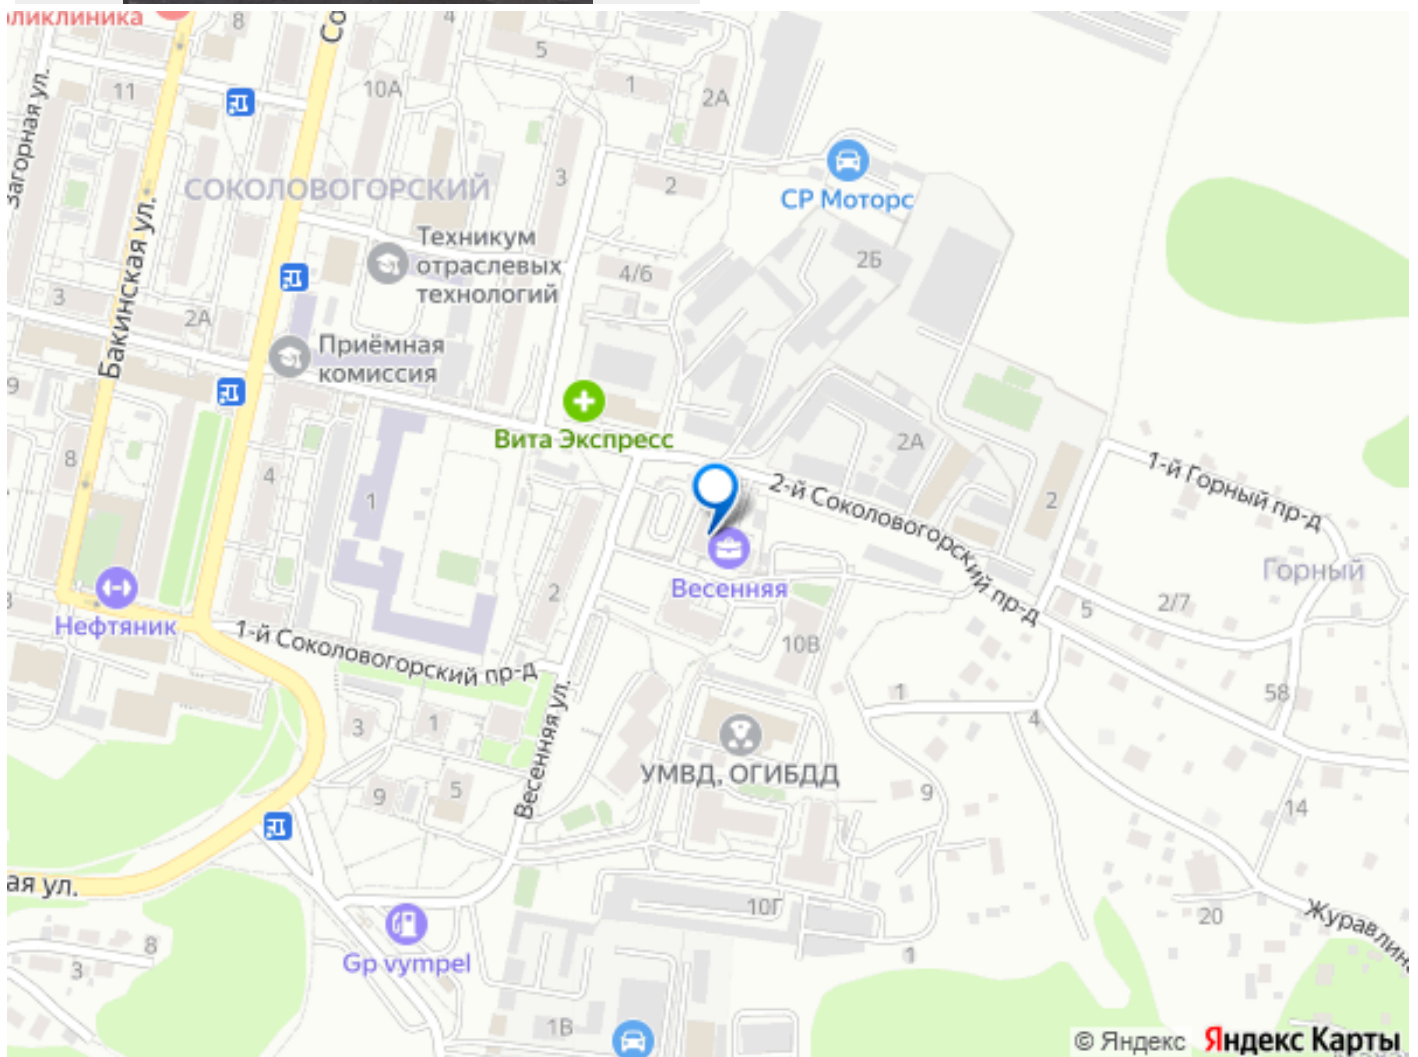 ликлиника
8
Со
4
5
1
2А
11
10А
Загорная ул.
3
2
СОКОЛОВОГОРСКИЙ
СР Моторс
Бакинская ул.
Техникум
отраслевых
технологий
4/6
2Б
3
2А
Приёмная
комиссия
9
Вита Экспресс
2А
8
4
1
2
2-й Соколовогорский пр-д
1-й Горный пр-д
Горный
Весенняя
Нефтяник
2
5
2/7
1-й Соколовогорский пр-д
10В
Весенняя ул.
1
58
3
1
4
УМВД, ОГИБДД
9
5
9
14
ая ул.
10Г
20
Журавлина
8
3
Gp vympel
1
1В
© Яндекс Яндекс Карты